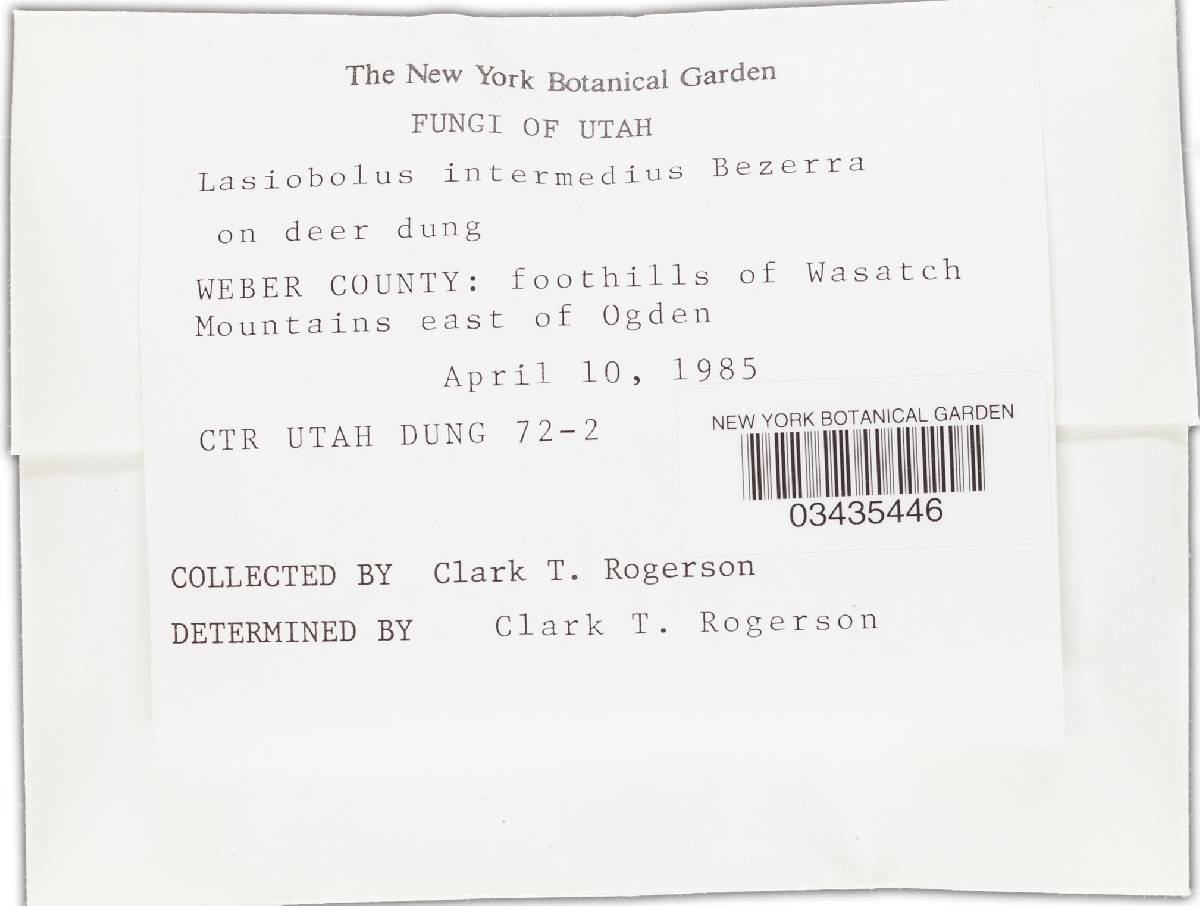 The New York Botanical Garden
FUNGI OF UTAH
Lasiobolus intermedius Bezerra
on deer dung
WEBER COUNTY: foothills of Wasatch
Mountains east of Ogden
April 10, 1985
CTR UTAH DUNG 72-2
NEW YORK BOTANICAL GARDEN
03435446
COLLECTED BY Clark T. Rogerson
DETERMINED BY Clark T. Rogerson